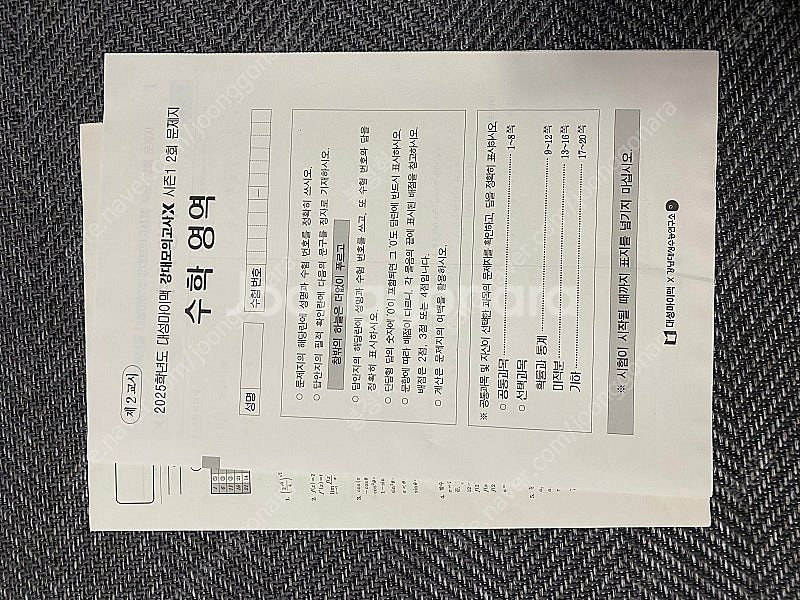 제 2 교시
2025학년도 대성마이맥 강대모의고사X 시즌1 2회 문제지
수학 영역
성명
수험 번호
○ 문제지의 해당란에 성명과 수험 번호를 정확히 쓰시오.
○ 답안지의 필적 확인란에 다음의 문구를 정자로 기재하시오.
창밖의 하늘은 더없이 푸르고
○ 답안지의 해당란에 성명과 수험 번호를 쓰고, 또 수험 번호와 답을
정확히 표시하시오.
○ 단답형 답의 숫자에 '0'이 포함되면 그 '0'도 답란에 반드시 표시하시오.
○ 문항에 따라 배점이 다르니, 각 물음의 끝에 표시된 배점을 참고하시오.
배점은 2점, 3점 또는 4점입니다.
○ 계산은 문제지의 여백을 활용하시오.
※ 공통과목 및 자신이 선택한 과목의 문제지를 확인하고, 답을 정확히 표시하시오.
○ 공통과목 1~8쪽
○ 선택과목
확률과 통계 9~12쪽
미적분 13~16쪽
기하 17~20쪽
※ 시험이 시작될 때까지 표지를 넘기지 마십시오.
대성마이맥 X 강남대성수능연구소
joonggonara